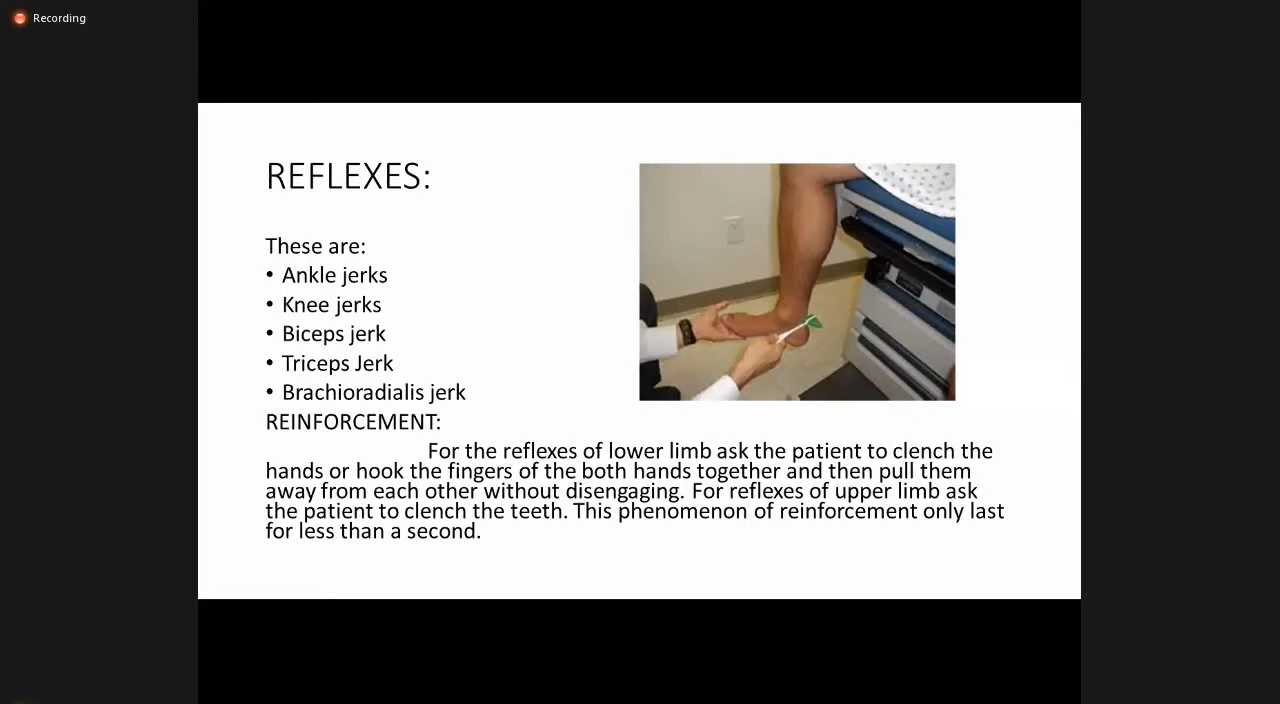 Recording
REFLEXES:
These are:
• Ankle jerks
• Knee jerks
• Biceps jerk
• Triceps Jerk
• Brachioradialis jerk
REINFORCEMENT:
For the reflexes of lower limb ask the patient to clench the
hands or hook the fingers of the both hands together and then pull them
away from each other without disengaging. For reflexes of upper limb ask
the patient to clench the teeth. This phenomenon of reinforcement only last
for less than a second.